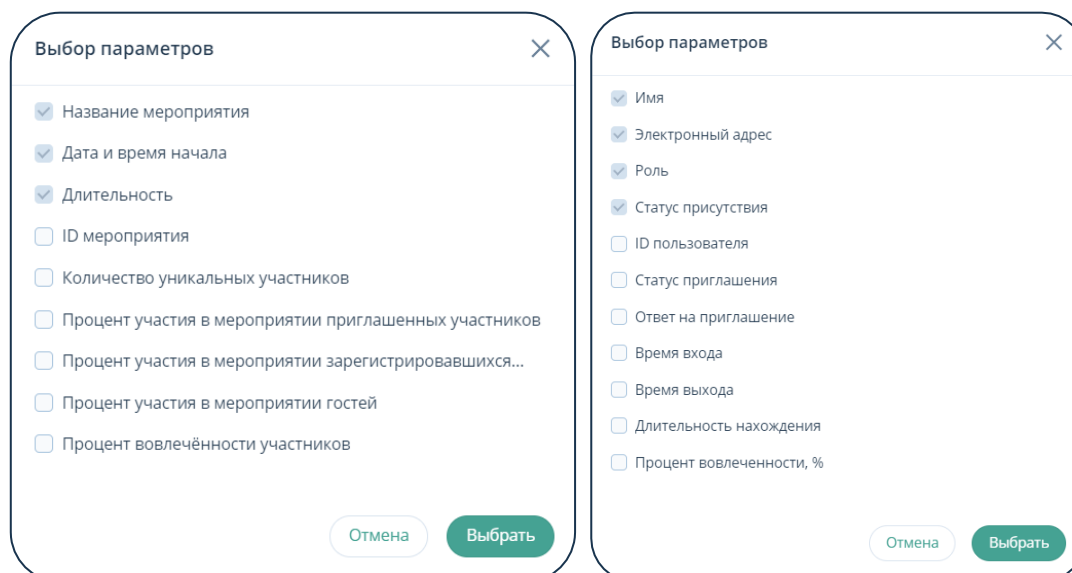 Выбор параметров
Название мероприятия
Дата и время начала
Длительность
ID мероприятия
Количество уникальных участников
Процент участия в мероприятии приглашенных участников
Процент участия в мероприятии зарегистрировавшихся...
Процент участия в мероприятии гостей
Процент вовлечённости участников
Отмена
Выбрать
Выбор параметров
Имя
Электронный адрес
Роль
Статус присутствия
ID пользователя
Статус приглашения
Ответ на приглашение
Время входа
Время выхода
Длительность нахождения
Процент вовлеченности, %
Отмена
Выбрать